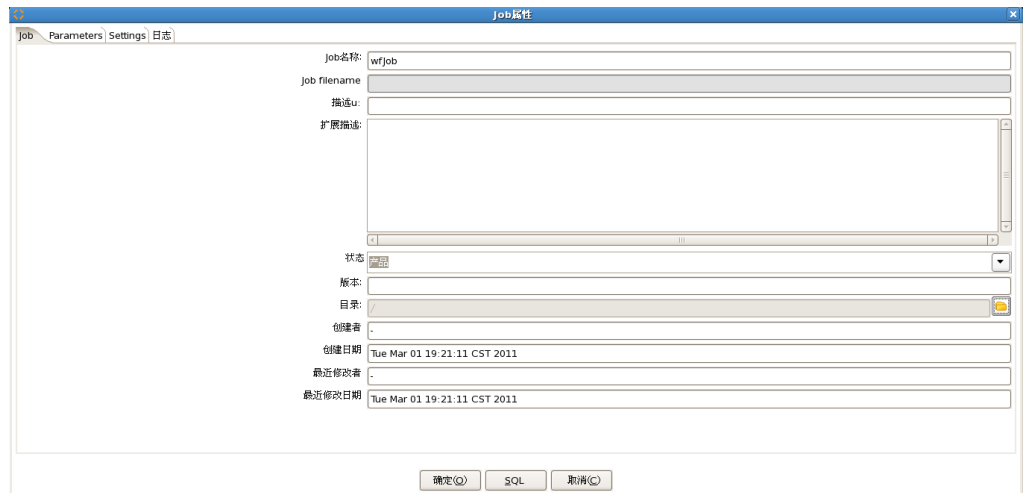 Job属性
Job Parameters Settings 日志
Job名称: wfJob
Job filename
描述u:
扩展描述:
状态 产品
版本:
目录: /
创建者 -
创建日期 Tue Mar 01 19:21:11 CST 2011
最近修改者 -
最近修改日期 Tue Mar 01 19:21:11 CST 2011
确定(O) SQL 取消(C)